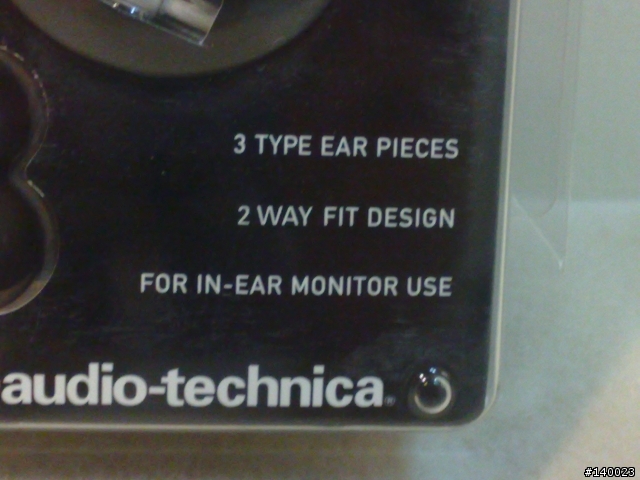 3 TYPE EAR PIECES
2 WAY FIT DESIGN
FOR IN-EAR MONITOR USE
audio-technica®
#140023